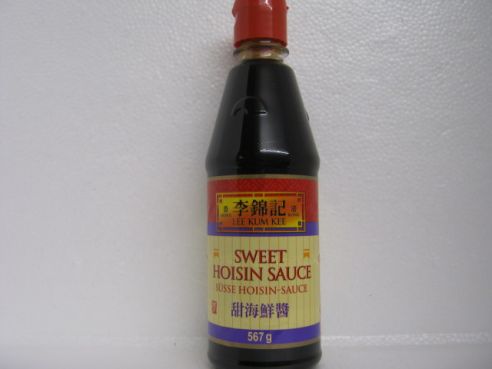 李錦記
LEE KUM KEE
SWEET
HOISIN SAUCE
SÜSSE HOISIN-SAUCE
甜海鮮醬
567 g